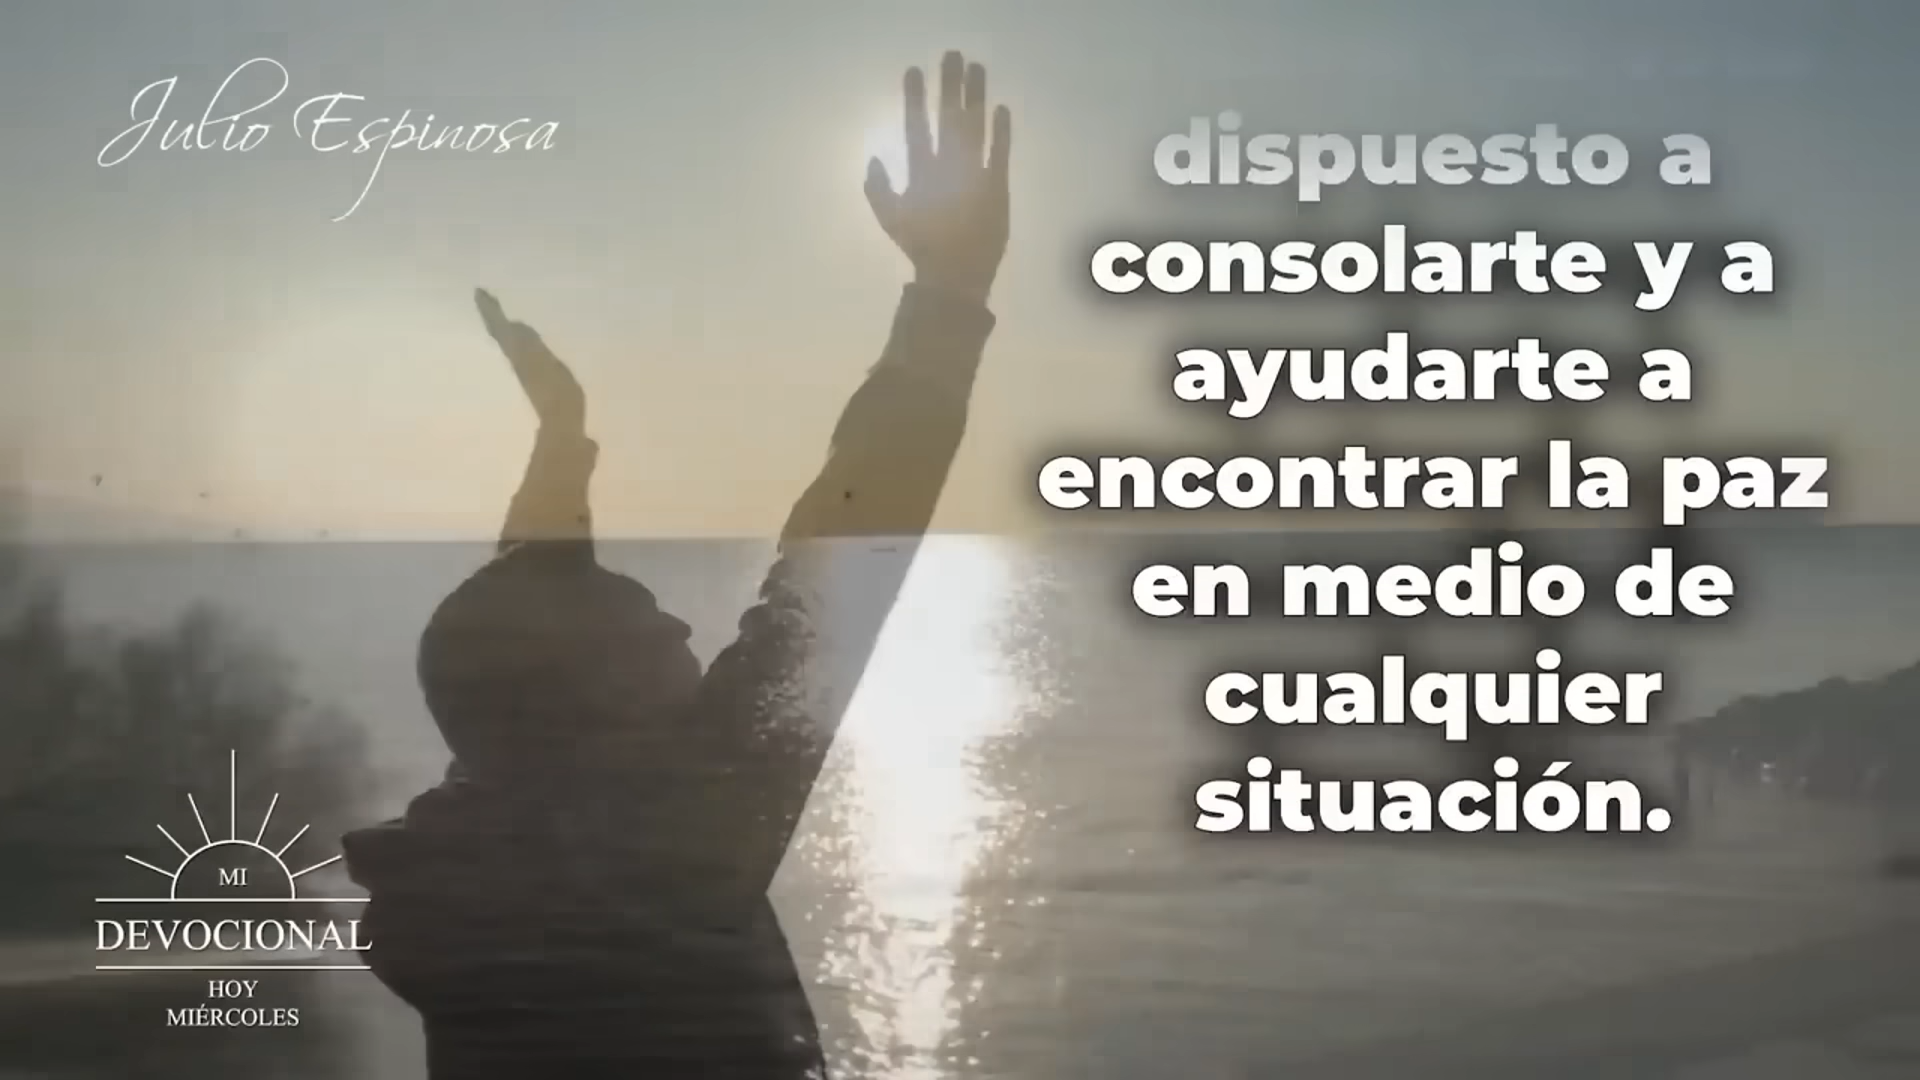 Julio Espinosa
dispuesto a
consolarte y a
ayudarte a
encontrar la paz
en medio de
cualquier
situación.
MI
DEVOCIONAL
HOY
MIÉRCOLES